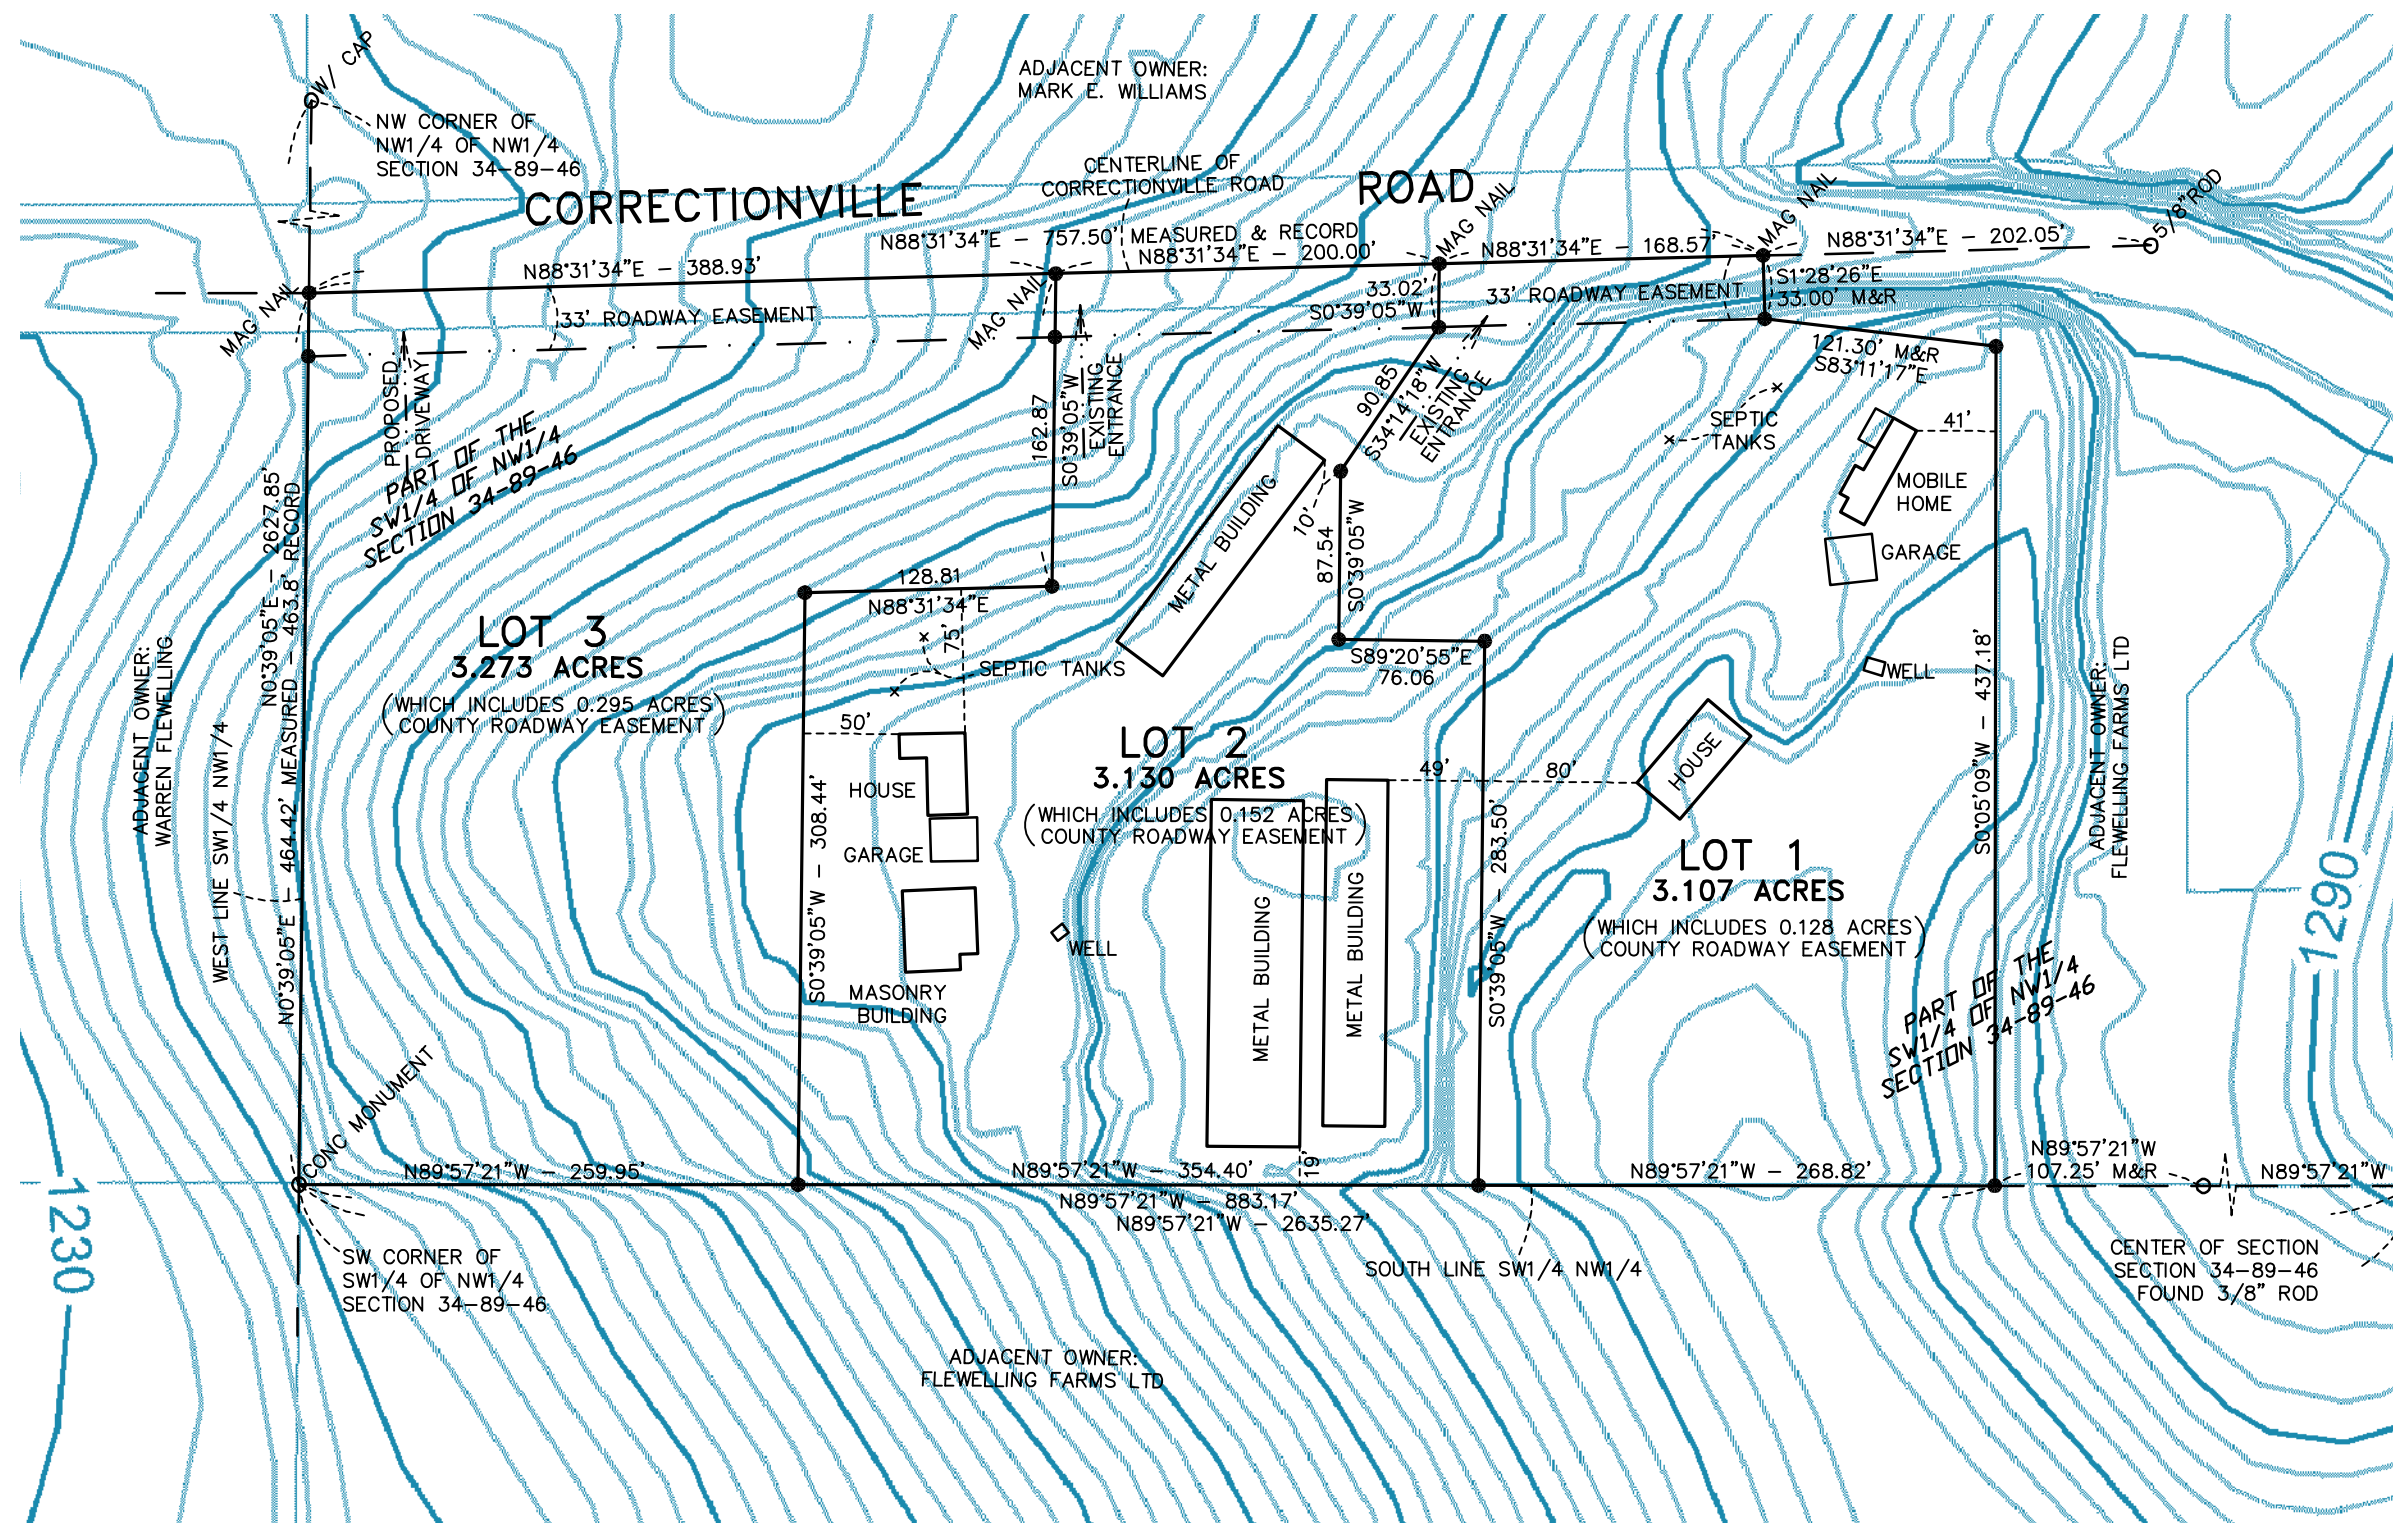 W/ CAP
ADJACENT OWNER:
MARK E. WILLIAMS
NW CORNER OF
NW1/4 OF NW1/4
SECTION 34-89-46
CORRECTIONVILLE
ROAD
CENTERLINE OF
CORRECTIONVILLE ROAD
MAG NAIL
MAG NAIL
5/8"ROD
N88°31'34"E - 757.50' MEASURED & RECORD
N88°31'34"E - 388.93'
N88°31'34"E - 200.00'
N88°31'34"E - 168.57'
N88°31'34"E - 202.05'
MAG NAIL
MAG NAIL
33' ROADWAY EASEMENT
33.02'
S0°39'05"W
33' ROADWAY EASEMENT
S1°28'26"E
33.00' M&R
121.30' M&R
S83°11'17"E
PROPOSED
DRIVEWAY
PART OF THE
SW1/4 OF NW1/4
SECTION 34-89-46
162.87
S0°39'05"W
EXISTING
ENTRANCE
90.85
S34°14'18"W
EXISTING
ENTRANCE
SEPTIC
TANKS
41'
MOBILE
HOME
GARAGE
METAL BUILDING
10'
87.54
S0°39'05"W
128.81
N88°31'34"E
75'
SEPTIC TANKS
S89°20'55"E
76.06
WELL
N0°39'05"E - 2627.85'
N0°39'05"E - 464.42' MEASURED - 463.8' RECORD
WEST LINE SW1/4 NW1/4
ADJACENT OWNER:
WARREN FLEWELLING
LOT 3
3.273 ACRES
(WHICH INCLUDES 0.295 ACRES
COUNTY ROADWAY EASEMENT)
50'
HOUSE
GARAGE
MASONRY
BUILDING
S0°39'05"W - 308.44'
LOT 2
3.130 ACRES
(WHICH INCLUDES 0.152 ACRES
COUNTY ROADWAY EASEMENT)
WELL
METAL BUILDING
METAL BUILDING
49'
80'
HOUSE
S0°39'05"W - 283.50'
LOT 1
3.107 ACRES
(WHICH INCLUDES 0.128 ACRES
COUNTY ROADWAY EASEMENT)
S0°05'09"W - 437.18'
ADJACENT OWNER:
FLEWELLING FARMS LTD
PART OF THE
SW1/4 OF NW1/4
SECTION 34-89-46
1290
1230
CONC MONUMENT
N89°57'21"W - 259.95'
N89°57'21"W - 354.40'
19'
N89°57'21"W - 268.82'
N89°57'21"W
107.25' M&R
N89°57'21"W
N89°57'21"W - 883.17'
N89°57'21"W - 2635.27'
SW CORNER OF
SW1/4 OF NW1/4
SECTION 34-89-46
SOUTH LINE SW1/4 NW1/4
CENTER OF SECTION
SECTION 34-89-46
FOUND 3/8" ROD
ADJACENT OWNER:
FLEWELLING FARMS LTD